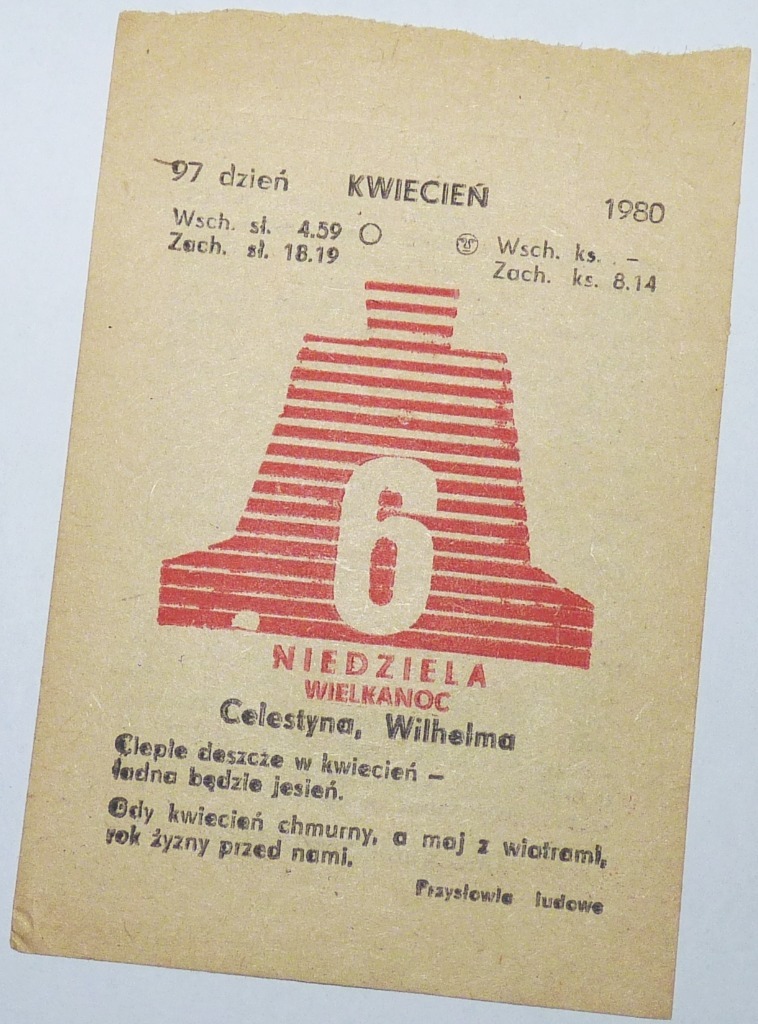 97 dzień KWIECIEŃ 1980
Wsch. sł. 4.59 Wsch. ks. . –
Zach. sł. 18.19 Zach. ks. 8.14
6
NIEDZIELA
WIELKANOC
Celestyna, Wilhelma
Ciepłe deszcze w kwiecień –
ładna będzie jesień.
Gdy kwiecień chmurny, a maj z wiatrami,
rok żyzny przed nami.
Przysłowia ludowe